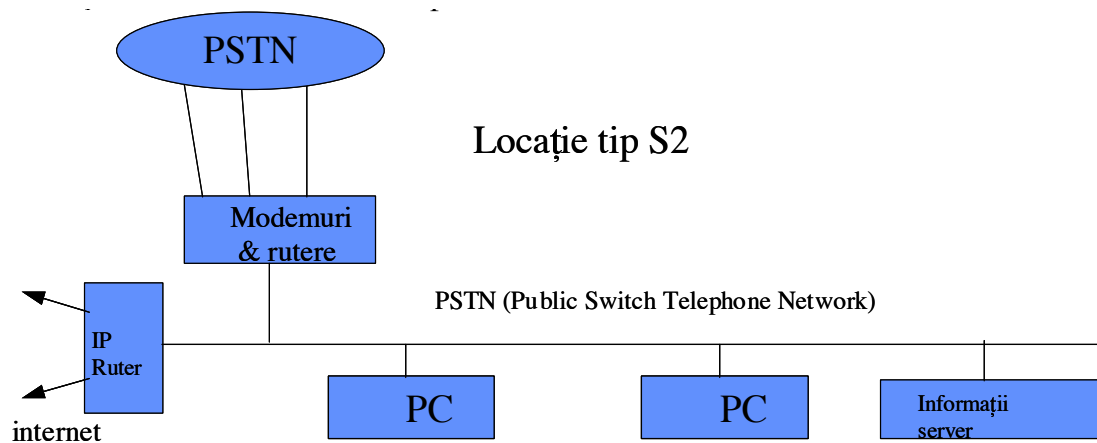 PSTN
Locație tip S2
Modemuri
& rutere
PSTN (Public Switch Telephone Network)
IP
Ruter
PC
PC
Informații
server
internet